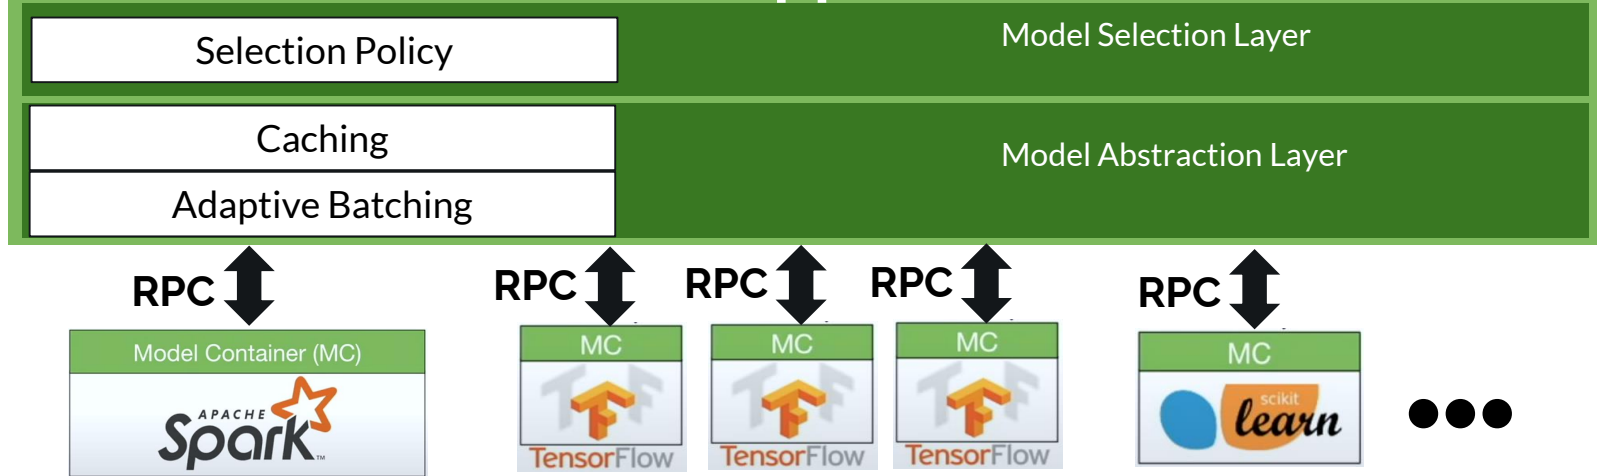 Selection Policy
Model Selection Layer
Caching
Model Abstraction Layer
Adaptive Batching
RPC
RPC
RPC
RPC
RPC
Model Container (MC)
MC
MC
MC
MC
APACHE
Spark™
TensorFlow
TensorFlow
TensorFlow
scikit
learn